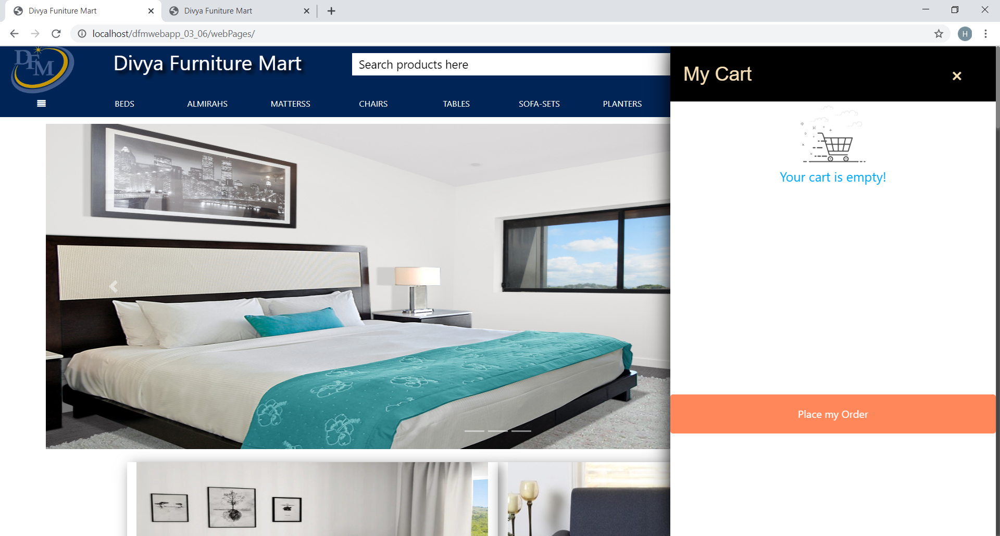 Divya Funiture Mart
Divya Funiture Mart
localhost/dfmwebapp_03_06/webPages/
H
DFM
Divya Furniture Mart
Search products here
My Cart
BEDS
ALMIRAHS
MATTERSS
CHAIRS
TABLES
SOFA-SETS
PLANTERS
Your cart is empty!
Place my Order